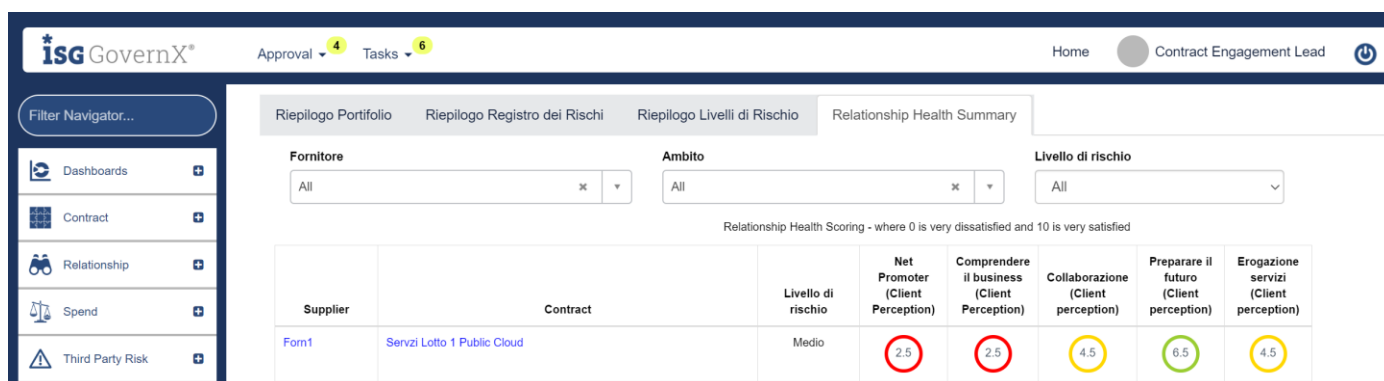 isG GovernX®
Approval 4 Tasks 6
Home Contract Engagement Lead
Filter Navigator...
Dashboards
Contract
Relationship
Spend
Third Party Risk
Riepilogo Portifolio Riepilogo Registro dei Rischi Riepilogo Livelli di Rischio Relationship Health Summary
Fornitore Ambito Livello di rischio
All All All
Relationship Health Scoring - where 0 is very dissatisfied and 10 is very satisfied
Supplier
Contract
Livello di
rischio
Net
Promoter
(Client
Perception)
Comprendere
il business
(Client
Perception)
Collaborazione
(Client
perception)
Preparare il
futuro
(Client
perception)
Erogazione
servizi
(Client
perception)
Forn1 Servzi Lotto 1 Public Cloud Medio 2.5 2.5 4.5 6.5 4.5